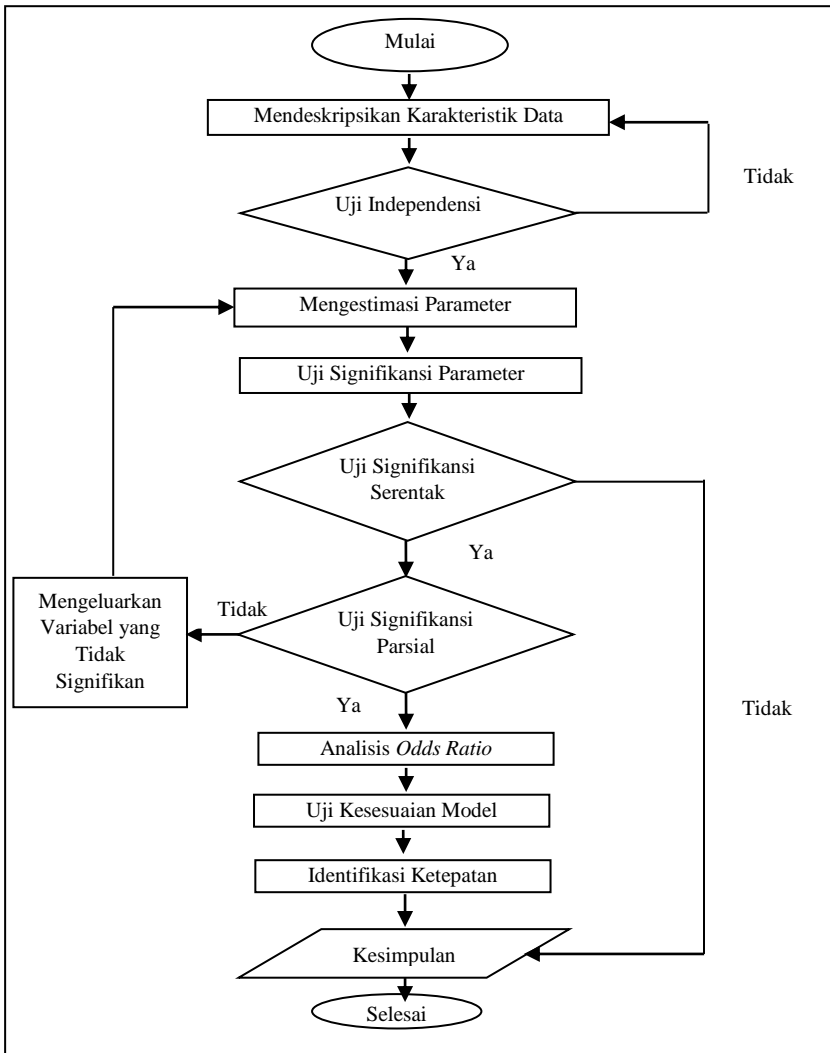 Mulai
Mendeskripsikan Karakteristik Data
Tidak
Uji Independensi
Ya
Mengestimasi Parameter
Uji Signifikansi Parameter
Uji Signifikansi
Serentak
Ya
Mengeluarkan
Variabel yang
Tidak
Signifikan
Tidak
Uji Signifikansi
Parsial
Ya
Tidak
Analisis Odds Ratio
Uji Kesesuaian Model
Identifikasi Ketepatan
Kesimpulan
Selesai